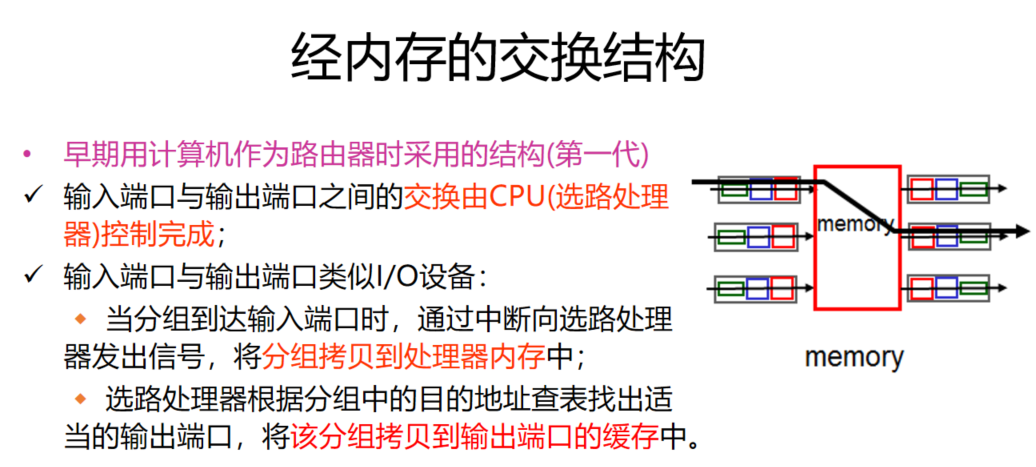 经内存的交换结构
• 早期用计算机作为路由器时采用的结构(第一代)
✓ 输入端口与输出端口之间的交换由CPU(选路处理
器)控制完成;
✓ 输入端口与输出端口类似I/O设备：
🔸 当分组到达输入端口时，通过中断向选路处理
器发出信号，将分组拷贝到处理器内存中;
🔸 选路处理器根据分组中的目的地址查表找出适
当的输出端口，将该分组拷贝到输出端口的缓存中。
memory
memory